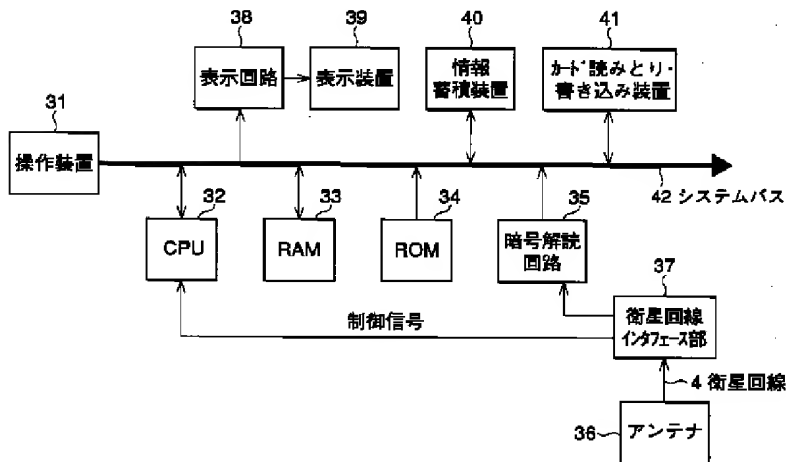 38
39
40
41
表示回路
表示装置
情報
蓄積装置
カード読みとり・
書き込み装置
31
操作装置
42 システムバス
32
33
34
35
CPU
RAM
ROM
暗号解読
回路
37
制御信号
衛星回線
インタフェース部
4 衛星回線
36
アンテナ